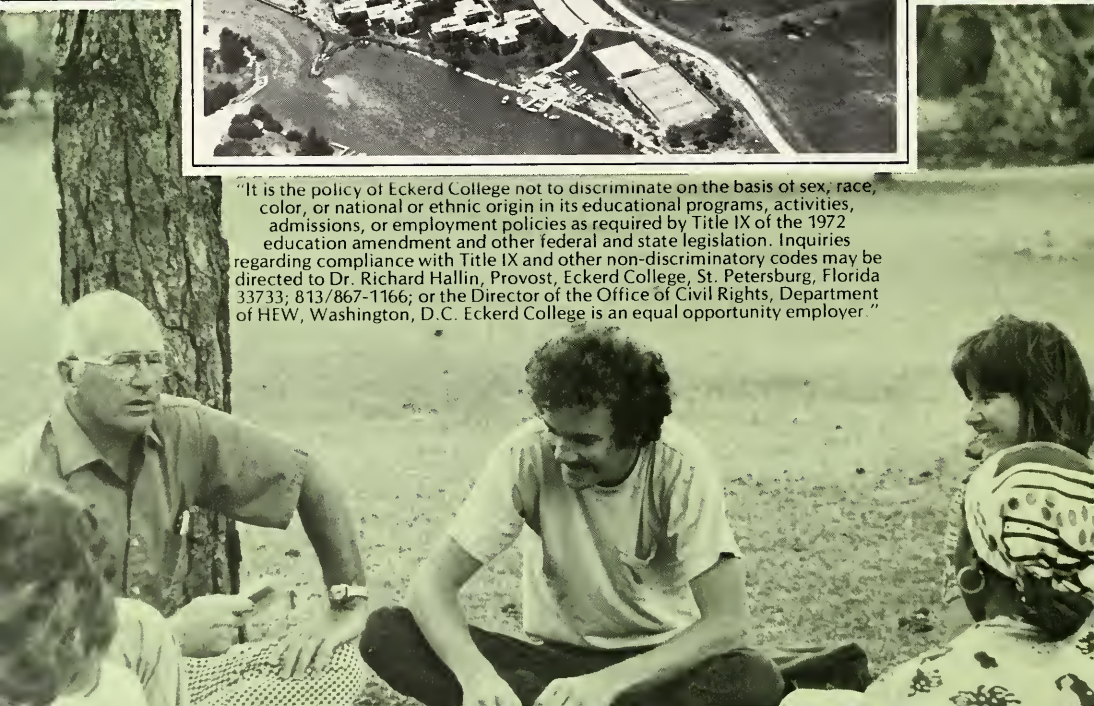 "It is the policy of Eckerd College not to discriminate on the basis of sex, race,
color, or national or ethnic origin in its educational programs, activities,
admissions, or employment policies as required by Title IX of the 1972
education amendment and other federal and state legislation. Inquiries
regarding compliance with Title IX and other non-discriminatory codes may be
directed to Dr. Richard Hallin, Provost, Eckerd College, St. Petersburg, Florida
33733; 813/867-1166; or the Director of the Office of Civil Rights, Department
of HEW, Washington, D.C. Eckerd College is an equal opportunity employer."